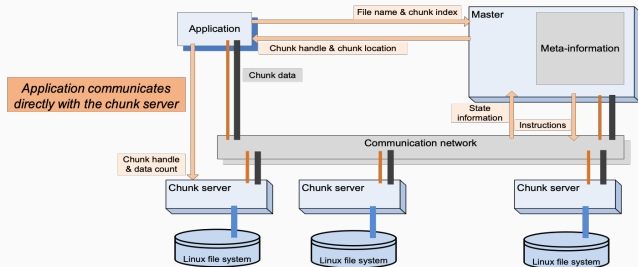 File name & chunk index
Master
Application
Meta-information
Chunk handle & chunk location
Chunk data
Application communicates
directly with the chunk server
State
information
Instructions
Communication network
Chunk handle
& data count
Chunk server
Chunk server
Chunk server
Linux file system
Linux file system
Linux file system